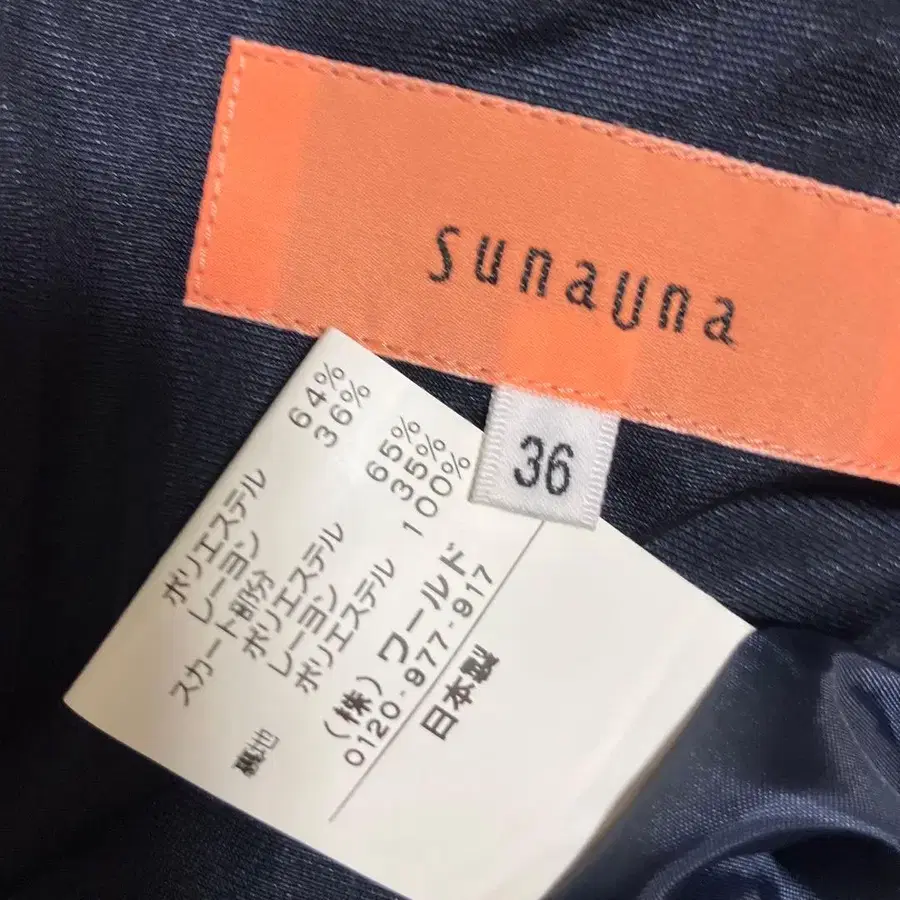 sunauna
36
ポリエステル 64%
レーヨン 36%
スカート部分
ポリエステル 65%
レーヨン 35%
裏地 ポリエステル 100%
(株) ワールド
0120-977-917
日本製